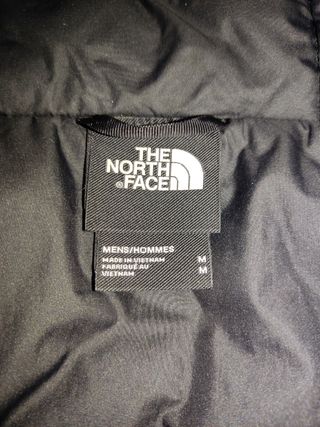 THE
NORTH
®FACE
MENS/HOMMES
MADE IN VIETNAM M
FABRIQUÉ AU M
VIETNAM